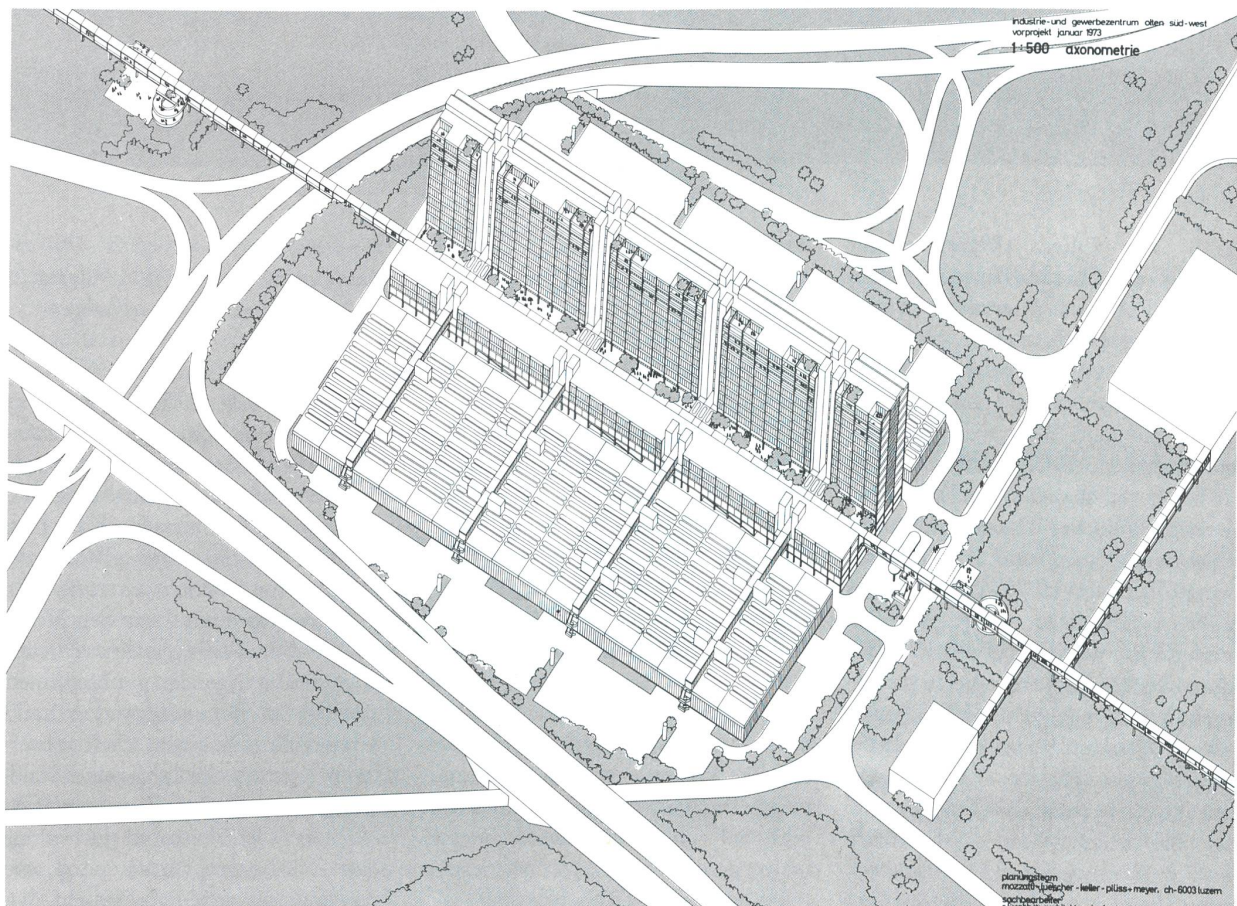 industrie-und gewerbezentrum olten süd-west
vorprojekt januar 1973
1:500 axonometrie
planungsteam
mozzatti-luescher-keller-plüss+meyer. ch-6003 luzern
sachbearbeiter